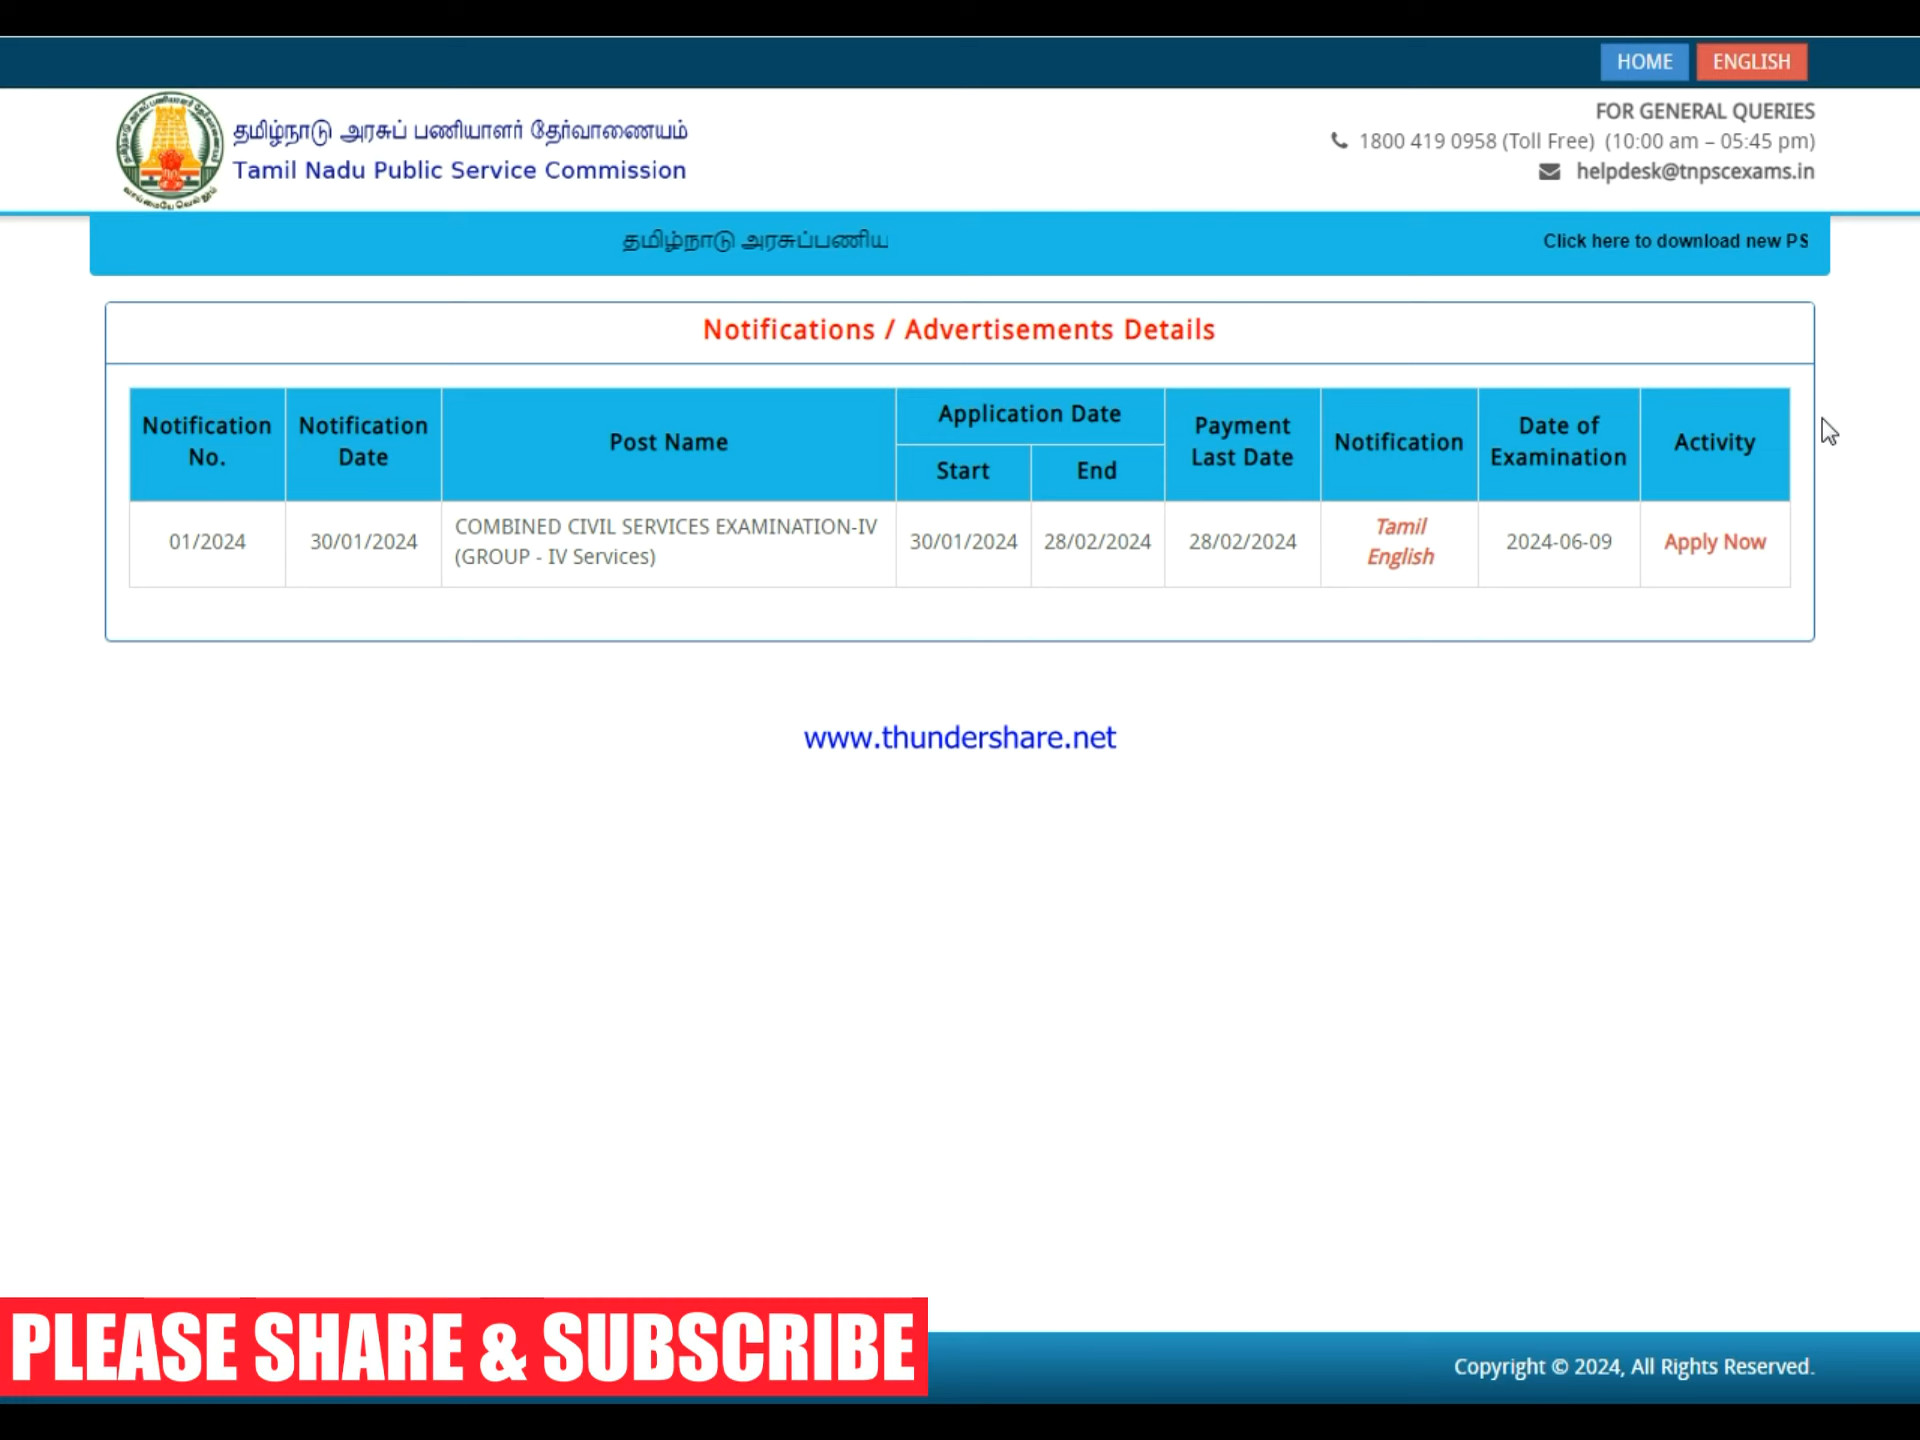 HOME ENGLISH
தமிழ்நாடு அரசுப் பணியாளர் தேர்வாணையம்
Tamil Nadu Public Service Commission
FOR GENERAL QUERIES
1800 419 0958 (Toll Free) (10:00 am – 05:45 pm)
helpdesk@tnpscexams.in
தமிழ்நாடு அரசுப்பணிய Click here to download new PS
Notifications / Advertisements Details
Notification No. Notification Date Post Name Application Date Start End Payment Last Date Notification Date of Examination Activity
01/2024 30/01/2024 COMBINED CIVIL SERVICES EXAMINATION-IV (GROUP - IV Services) 30/01/2024 28/02/2024 28/02/2024 Tamil English 2024-06-09 Apply Now
www.thundershare.net
PLEASE SHARE & SUBSCRIBE
Copyright © 2024, All Rights Reserved.